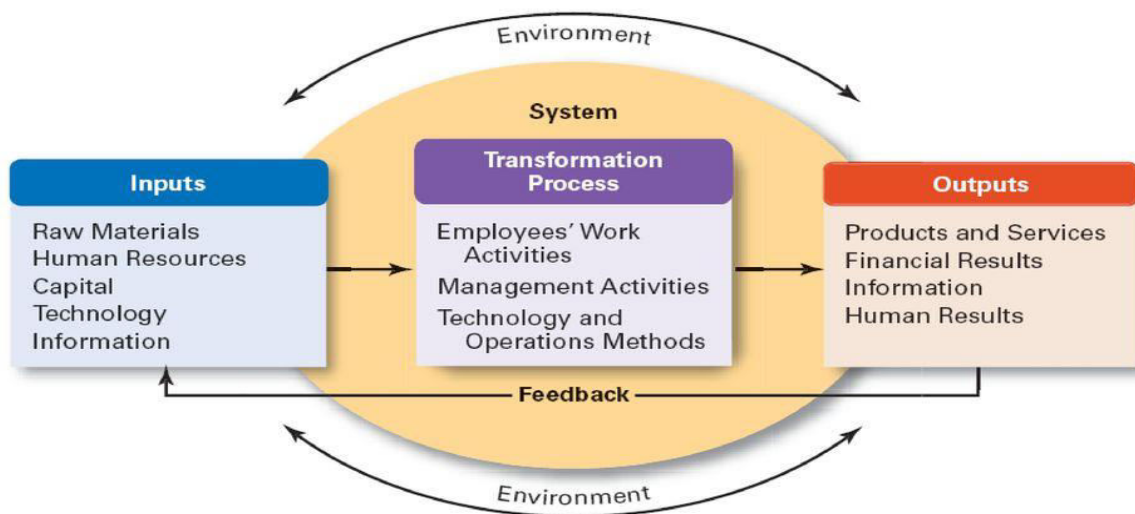 Environment
System
Inputs
Raw Materials
Human Resources
Capital
Technology
Information
Transformation
Process
Employees' Work
Activities
Management Activities
Technology and
Operations Methods
Outputs
Products and Services
Financial Results
Information
Human Results
Feedback
Environment